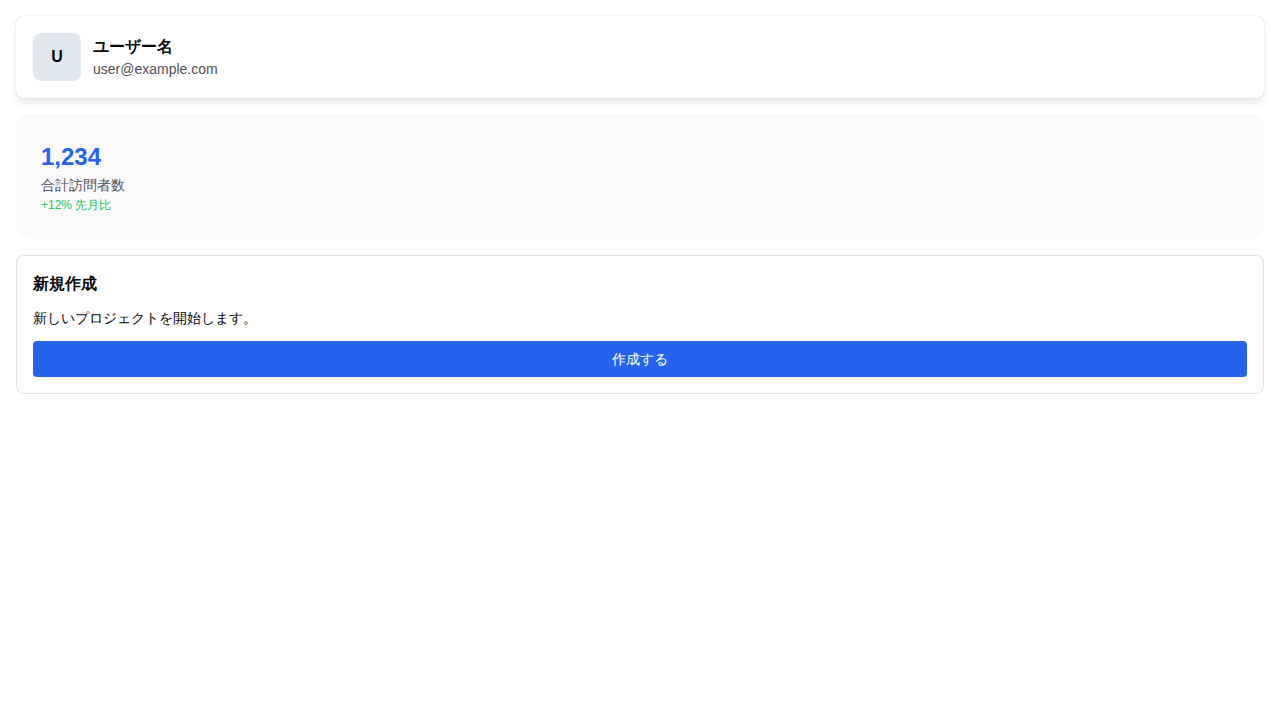 U
ユーザー名
user@example.com
1,234
合計訪問者数
+12% 先月比
新規作成
新しいプロジェクトを開始します。
作成する